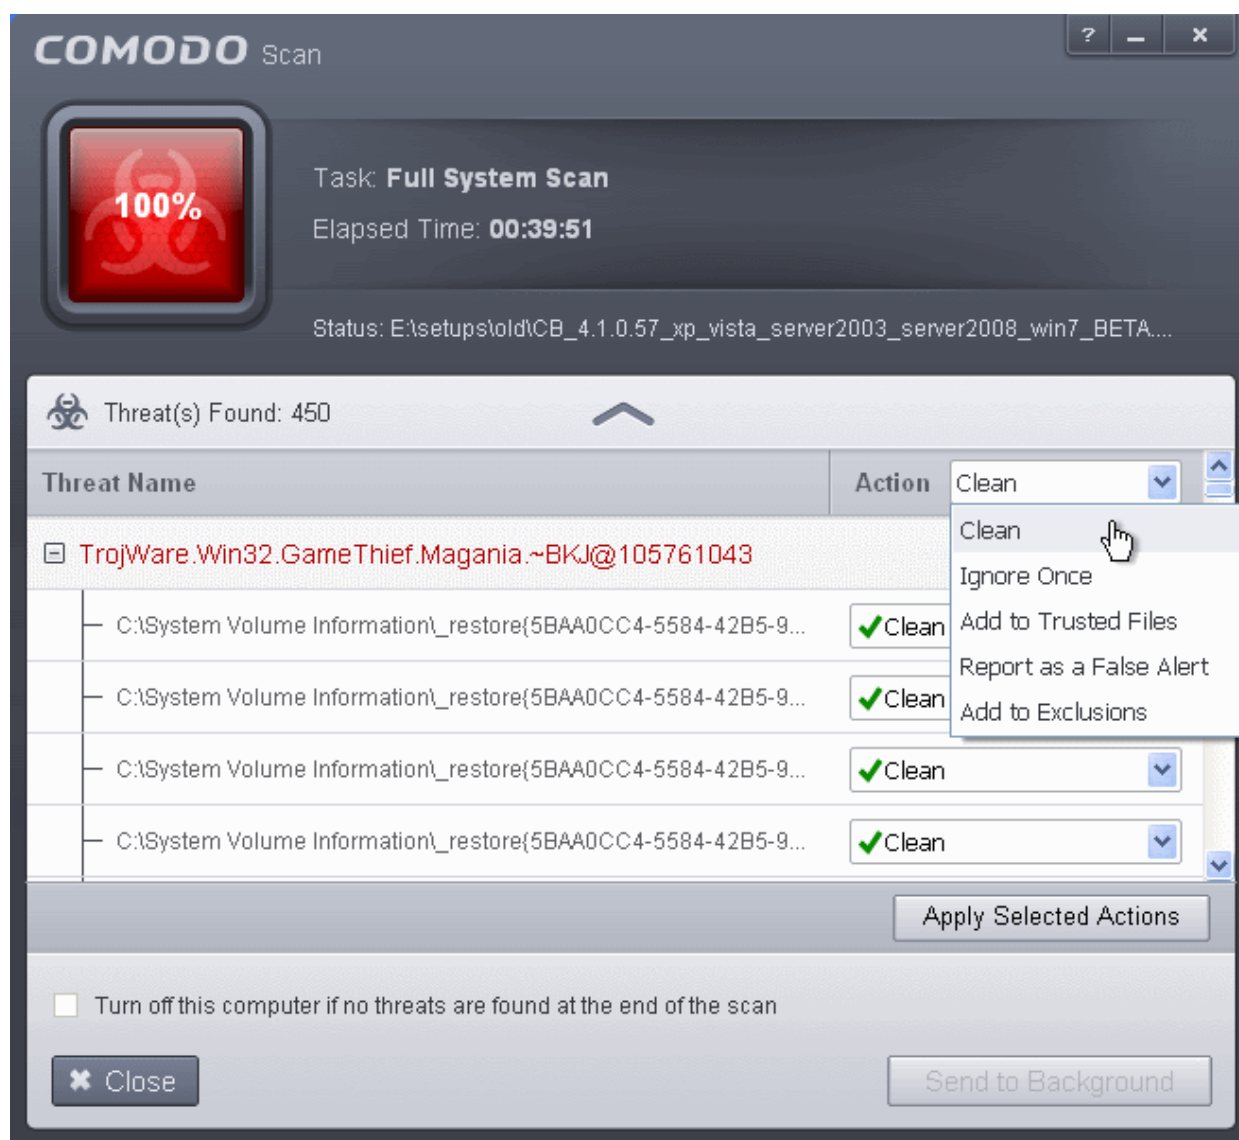 COMODO Scan
? – ×
100%
Task: Full System Scan
Elapsed Time: 00:39:51
Status: E:\setups\old\CB_4.1.0.57_xp_vista_server2003_server2008_win7_BETA....
Threat(s) Found: 450
Threat Name
Action
Clean
Clean
Ignore Once
Add to Trusted Files
Report as a False Alert
Add to Exclusions
TrojWare.Win32.GameThief.Magania.~BKJ@105761043
C:\System Volume Information\_restore{5BAA0CC4-5584-42B5-9... Clean
C:\System Volume Information\_restore{5BAA0CC4-5584-42B5-9... Clean
C:\System Volume Information\_restore{5BAA0CC4-5584-42B5-9... Clean
C:\System Volume Information\_restore{5BAA0CC4-5584-42B5-9... Clean
Apply Selected Actions
Turn off this computer if no threats are found at the end of the scan
Close
Send to Background